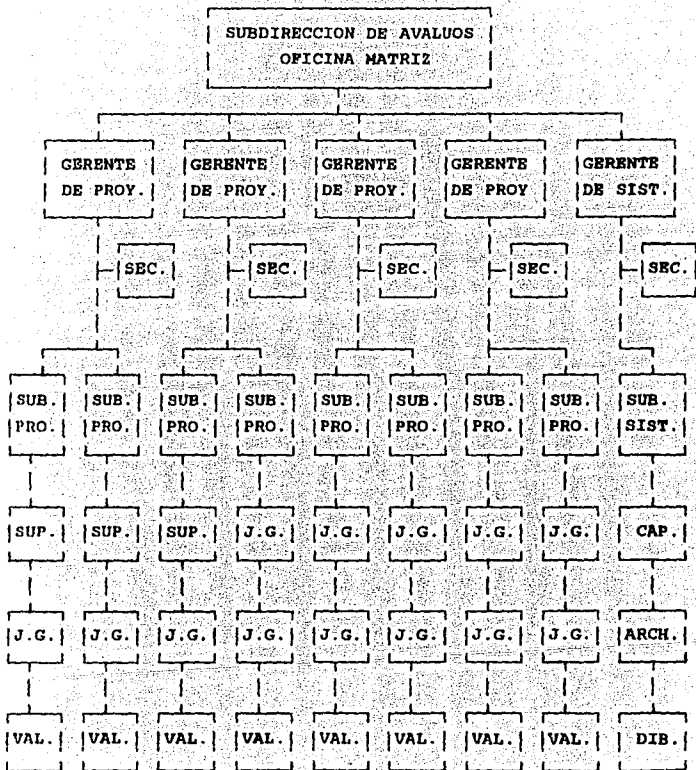 SUBDIRECCION DE AVALUOS
OFICINA MATRIZ
GERENTE GERENTE GERENTE GERENTE GERENTE
DE PROY. DE PROY. DE PROY. DE PROY DE SIST.
SEC. SEC. SEC. SEC. SEC.
SUB. SUB. SUB. SUB. SUB. SUB. SUB. SUB. SUB.
PRO. PRO. PRO. PRO. PRO. PRO. PRO. PRO. SIST.
SUP. SUP. SUP. J.G. J.G. J.G. J.G. J.G. CAP.
J.G. J.G. J.G. J.G. J.G. J.G. J.G. J.G. ARCH.
VAL. VAL. VAL. VAL. VAL. VAL. VAL. VAL. DIB.